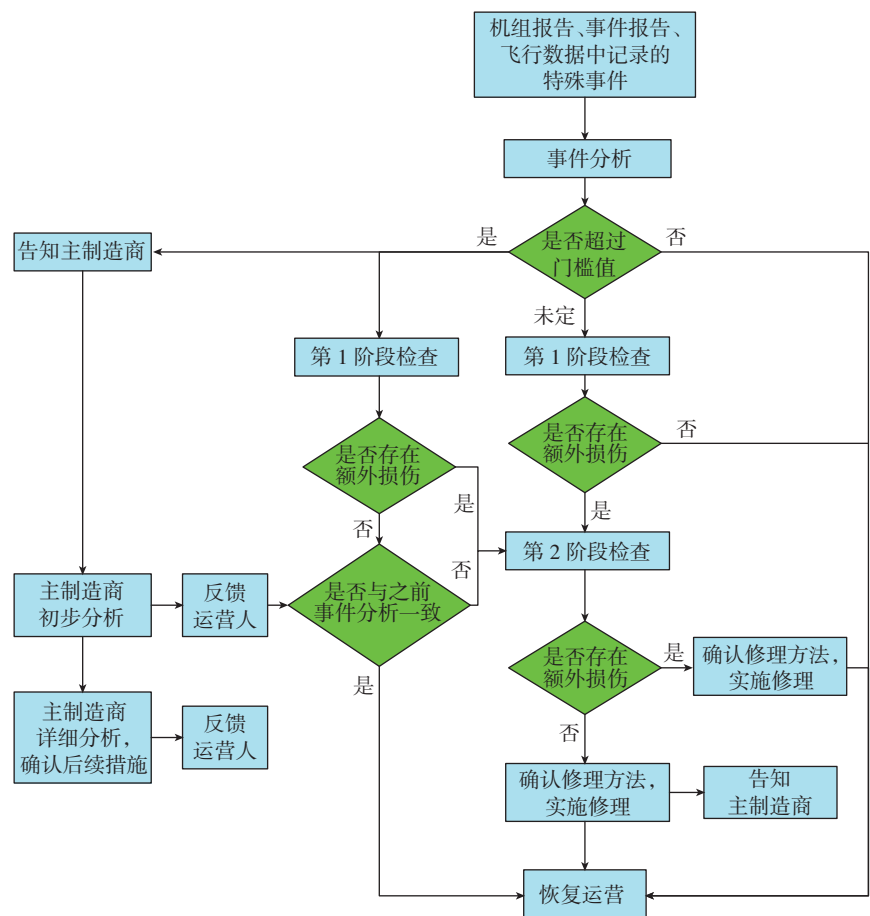 机组报告、事件报告、
飞行数据中记录的
特殊事件
事件分析
是否超过
门槛值
是
否
未定
告知主制造商
第 1 阶段检查
第 1 阶段检查
是否存在
额外损伤
是否存在
额外损伤
否
是
否
是
第 2 阶段检查
主制造商
初步分析
反馈
运营人
是否与之前
事件分析一致
否
是
是否存在
额外损伤
是
确认修理方法，
实施修理
否
主制造商
详细分析，
确认后续措施
反馈
运营人
确认修理方法，
实施修理
告知
主制造商
恢复运营